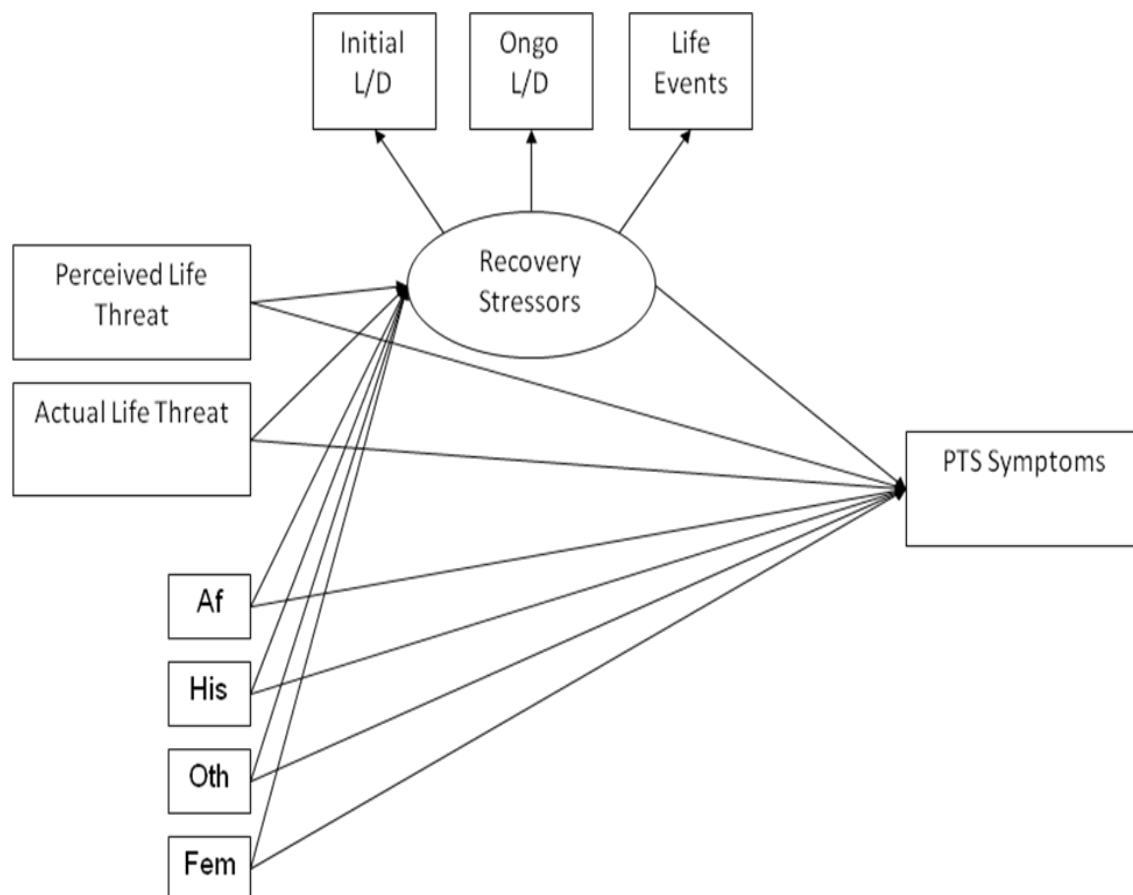 Initial
L/D
Ongo
L/D
Life
Events
Recovery
Stressors
Perceived Life
Threat
Actual Life Threat
PTS Symptoms
Af
His
Oth
Fem